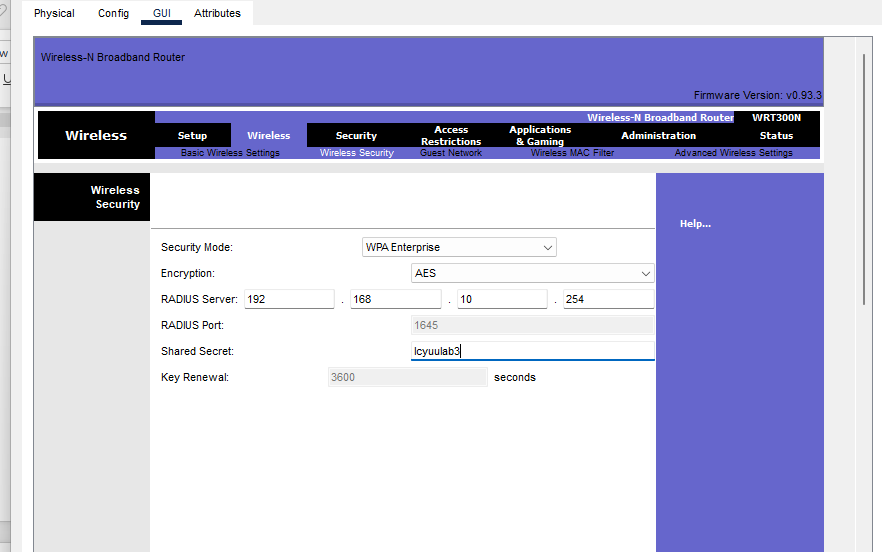 Physical Config GUI Attributes
Wireless-N Broadband Router
Firmware Version: v0.93.3
Wireless-N Broadband Router WRT300N
Wireless
Setup Wireless Security Access Restrictions Applications & Gaming Administration Status
Basic Wireless Settings Wireless Security Guest Network Wireless MAC Filter Advanced Wireless Settings
Wireless Security
Help...
Security Mode: WPA Enterprise
Encryption: AES
RADIUS Server: 192 . 168 . 10 . 254
RADIUS Port: 1645
Shared Secret: lcyuulab3
Key Renewal: 3600 seconds